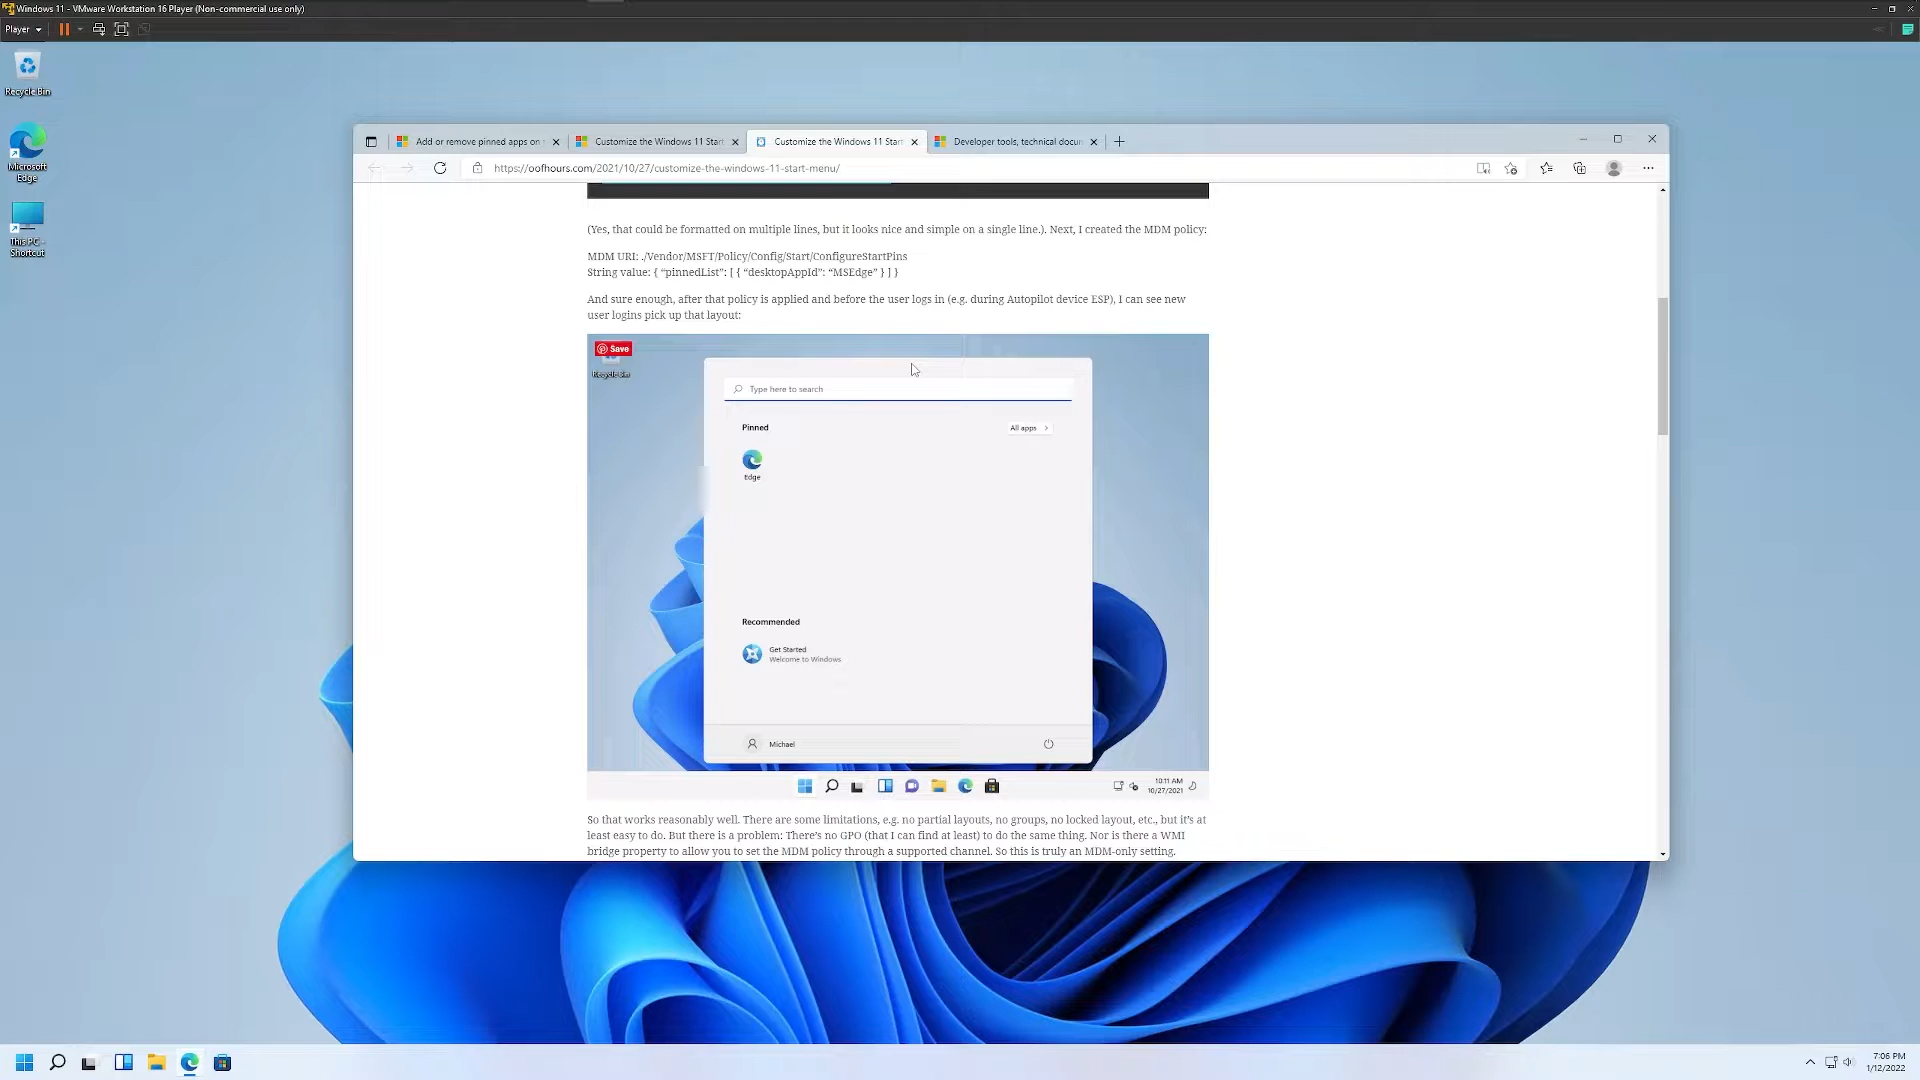 Windows 11 - VMware Workstation 16 Player (Non-commercial use only)
Player
Recycle Bin
Microsoft
Edge
This PC -
Shortcut
Add or remove pinned apps on
Customize the Windows 11 Start
Customize the Windows 11 Start
Developer tools, technical docu
https://oofhours.com/2021/10/27/customize-the-windows-11-start-menu/
(Yes, that could be formatted on multiple lines, but it looks nice and simple on a single line.). Next, I created the MDM policy:
MDM URI: ./Vendor/MSFT/Policy/Config/Start/ConfigureStartPins
String value: { “pinnedList”: [ { “desktopAppId”: “MSEdge” } ] }
And sure enough, after that policy is applied and before the user logs in (e.g. during Autopilot device ESP), I can see new
user logins pick up that layout:
Save
Recycle Bin
Type here to search
Pinned
All apps
Edge
Recommended
Get Started
Welcome to Windows
Michael
10:11 AM
10/27/2021
So that works reasonably well. There are some limitations, e.g. no partial layouts, no groups, no locked layout, etc., but it’s at
least easy to do. But there is a problem: There’s no GPO (that I can find at least) to do the same thing. Nor is there a WMI
bridge property to allow you to set the MDM policy through a supported channel. So this is truly an MDM-only setting.
7:06 PM
1/12/2022